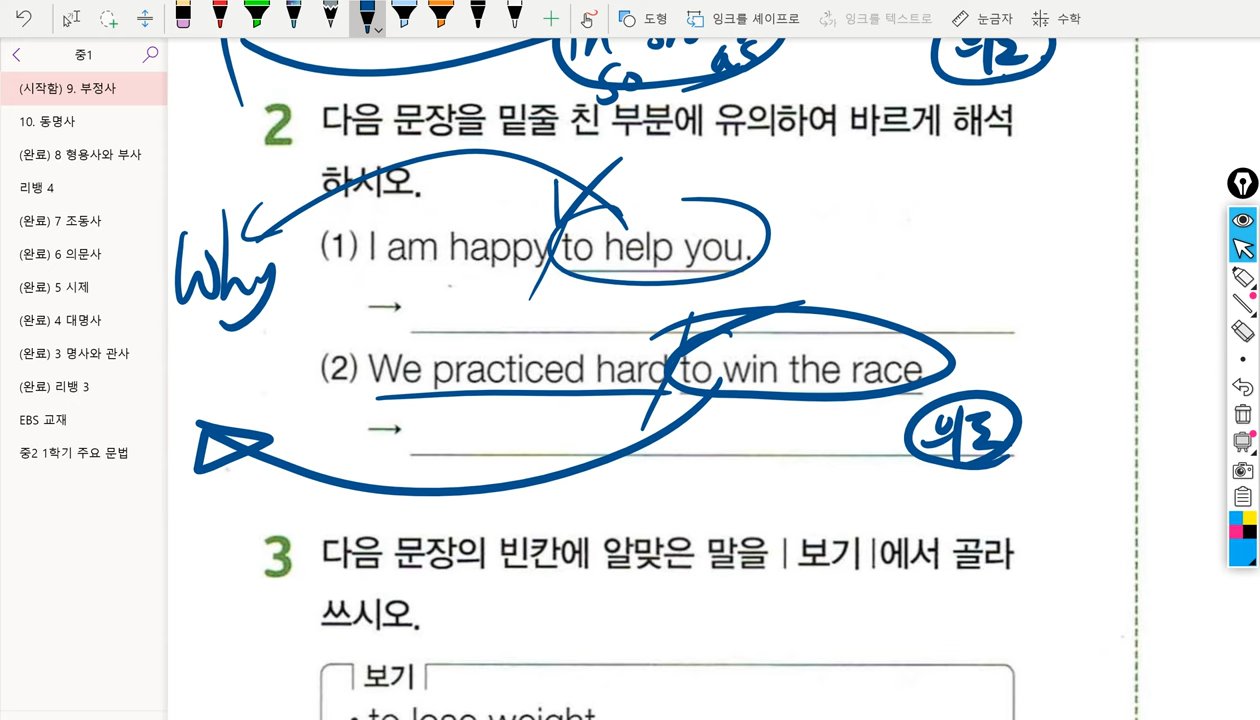 도형
잉크를 셰이프로
잉크를 텍스트로
눈금자
수학
중1
(시작함) 9. 부정사
10. 동명사
(완료) 8 형용사와 부사
리뱅 4
(완료) 7 조동사
(완료) 6 의문사
(완료) 5 시제
(완료) 4 대명사
(완료) 3 명사와 관사
(완료) 리뱅 3
EBS 교재
중2 1학기 주요 문법
so as
의도
2 다음 문장을 밑줄 친 부분에 유의하여 바르게 해석
하시오.
Why
(1) I am happy to help you.
→
(2) We practiced hard to win the race
→
의도
3 다음 문장의 빈칸에 알맞은 말을 | 보기 |에서 골라
쓰시오.
보기
• to lose weight